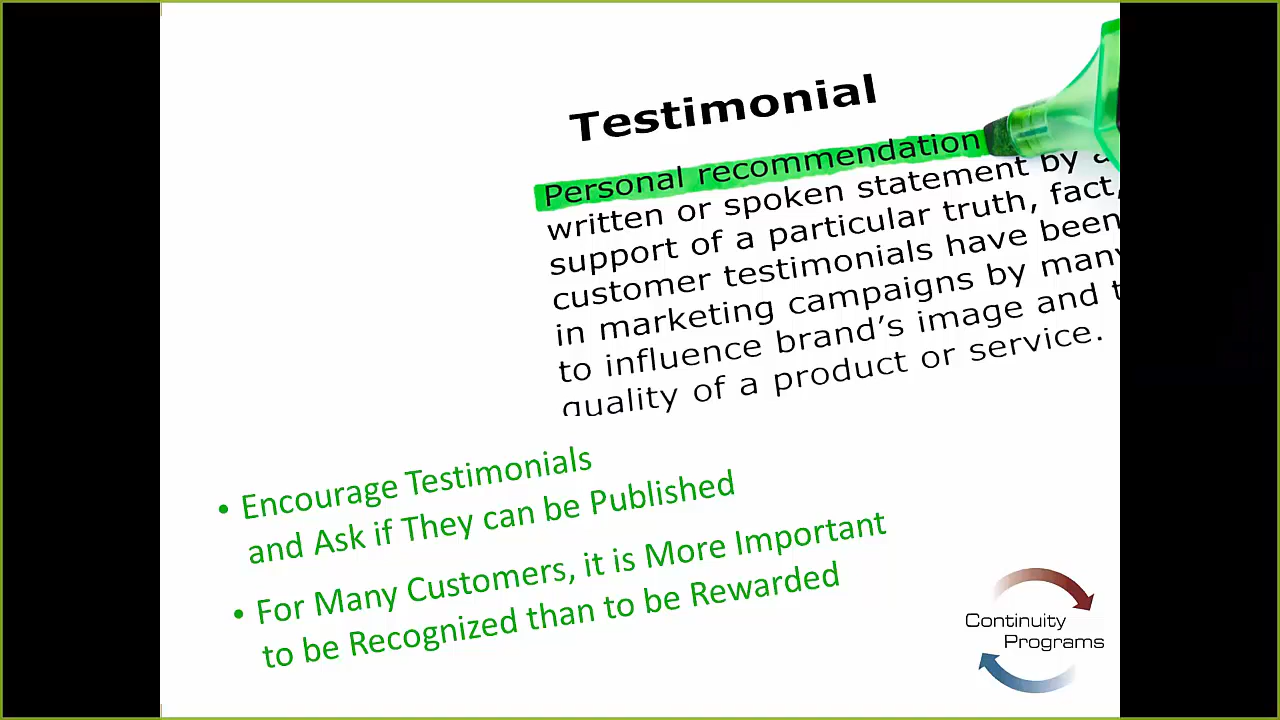 Testimonial
Personal recommendation
written or spoken statement by a
support of a particular truth, fact,
customer testimonials have been
in marketing campaigns by many
to influence brand’s image and t
quality of a product or service.
• Encourage Testimonials
and Ask if They can be Published
• For Many Customers, it is More Important
to be Recognized than to be Rewarded
Continuity
Programs